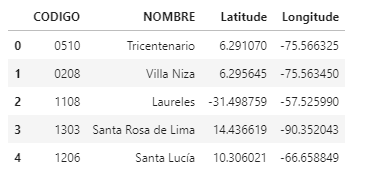 CODIGO NOMBRE Latitude Longitude
0 0510 Tricentenario 6.291070 -75.566325
1 0208 Villa Niza 6.295645 -75.563450
2 1108 Laureles -31.498759 -57.525990
3 1303 Santa Rosa de Lima 14.436619 -90.352043
4 1206 Santa Lucía 10.306021 -66.658849